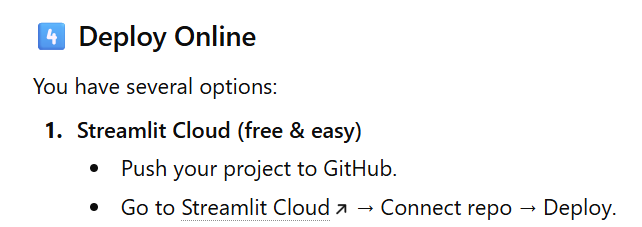 4 Deploy Online
You have several options:
1. Streamlit Cloud (free & easy)
• Push your project to GitHub.
• Go to Streamlit Cloud ↗ → Connect repo → Deploy.